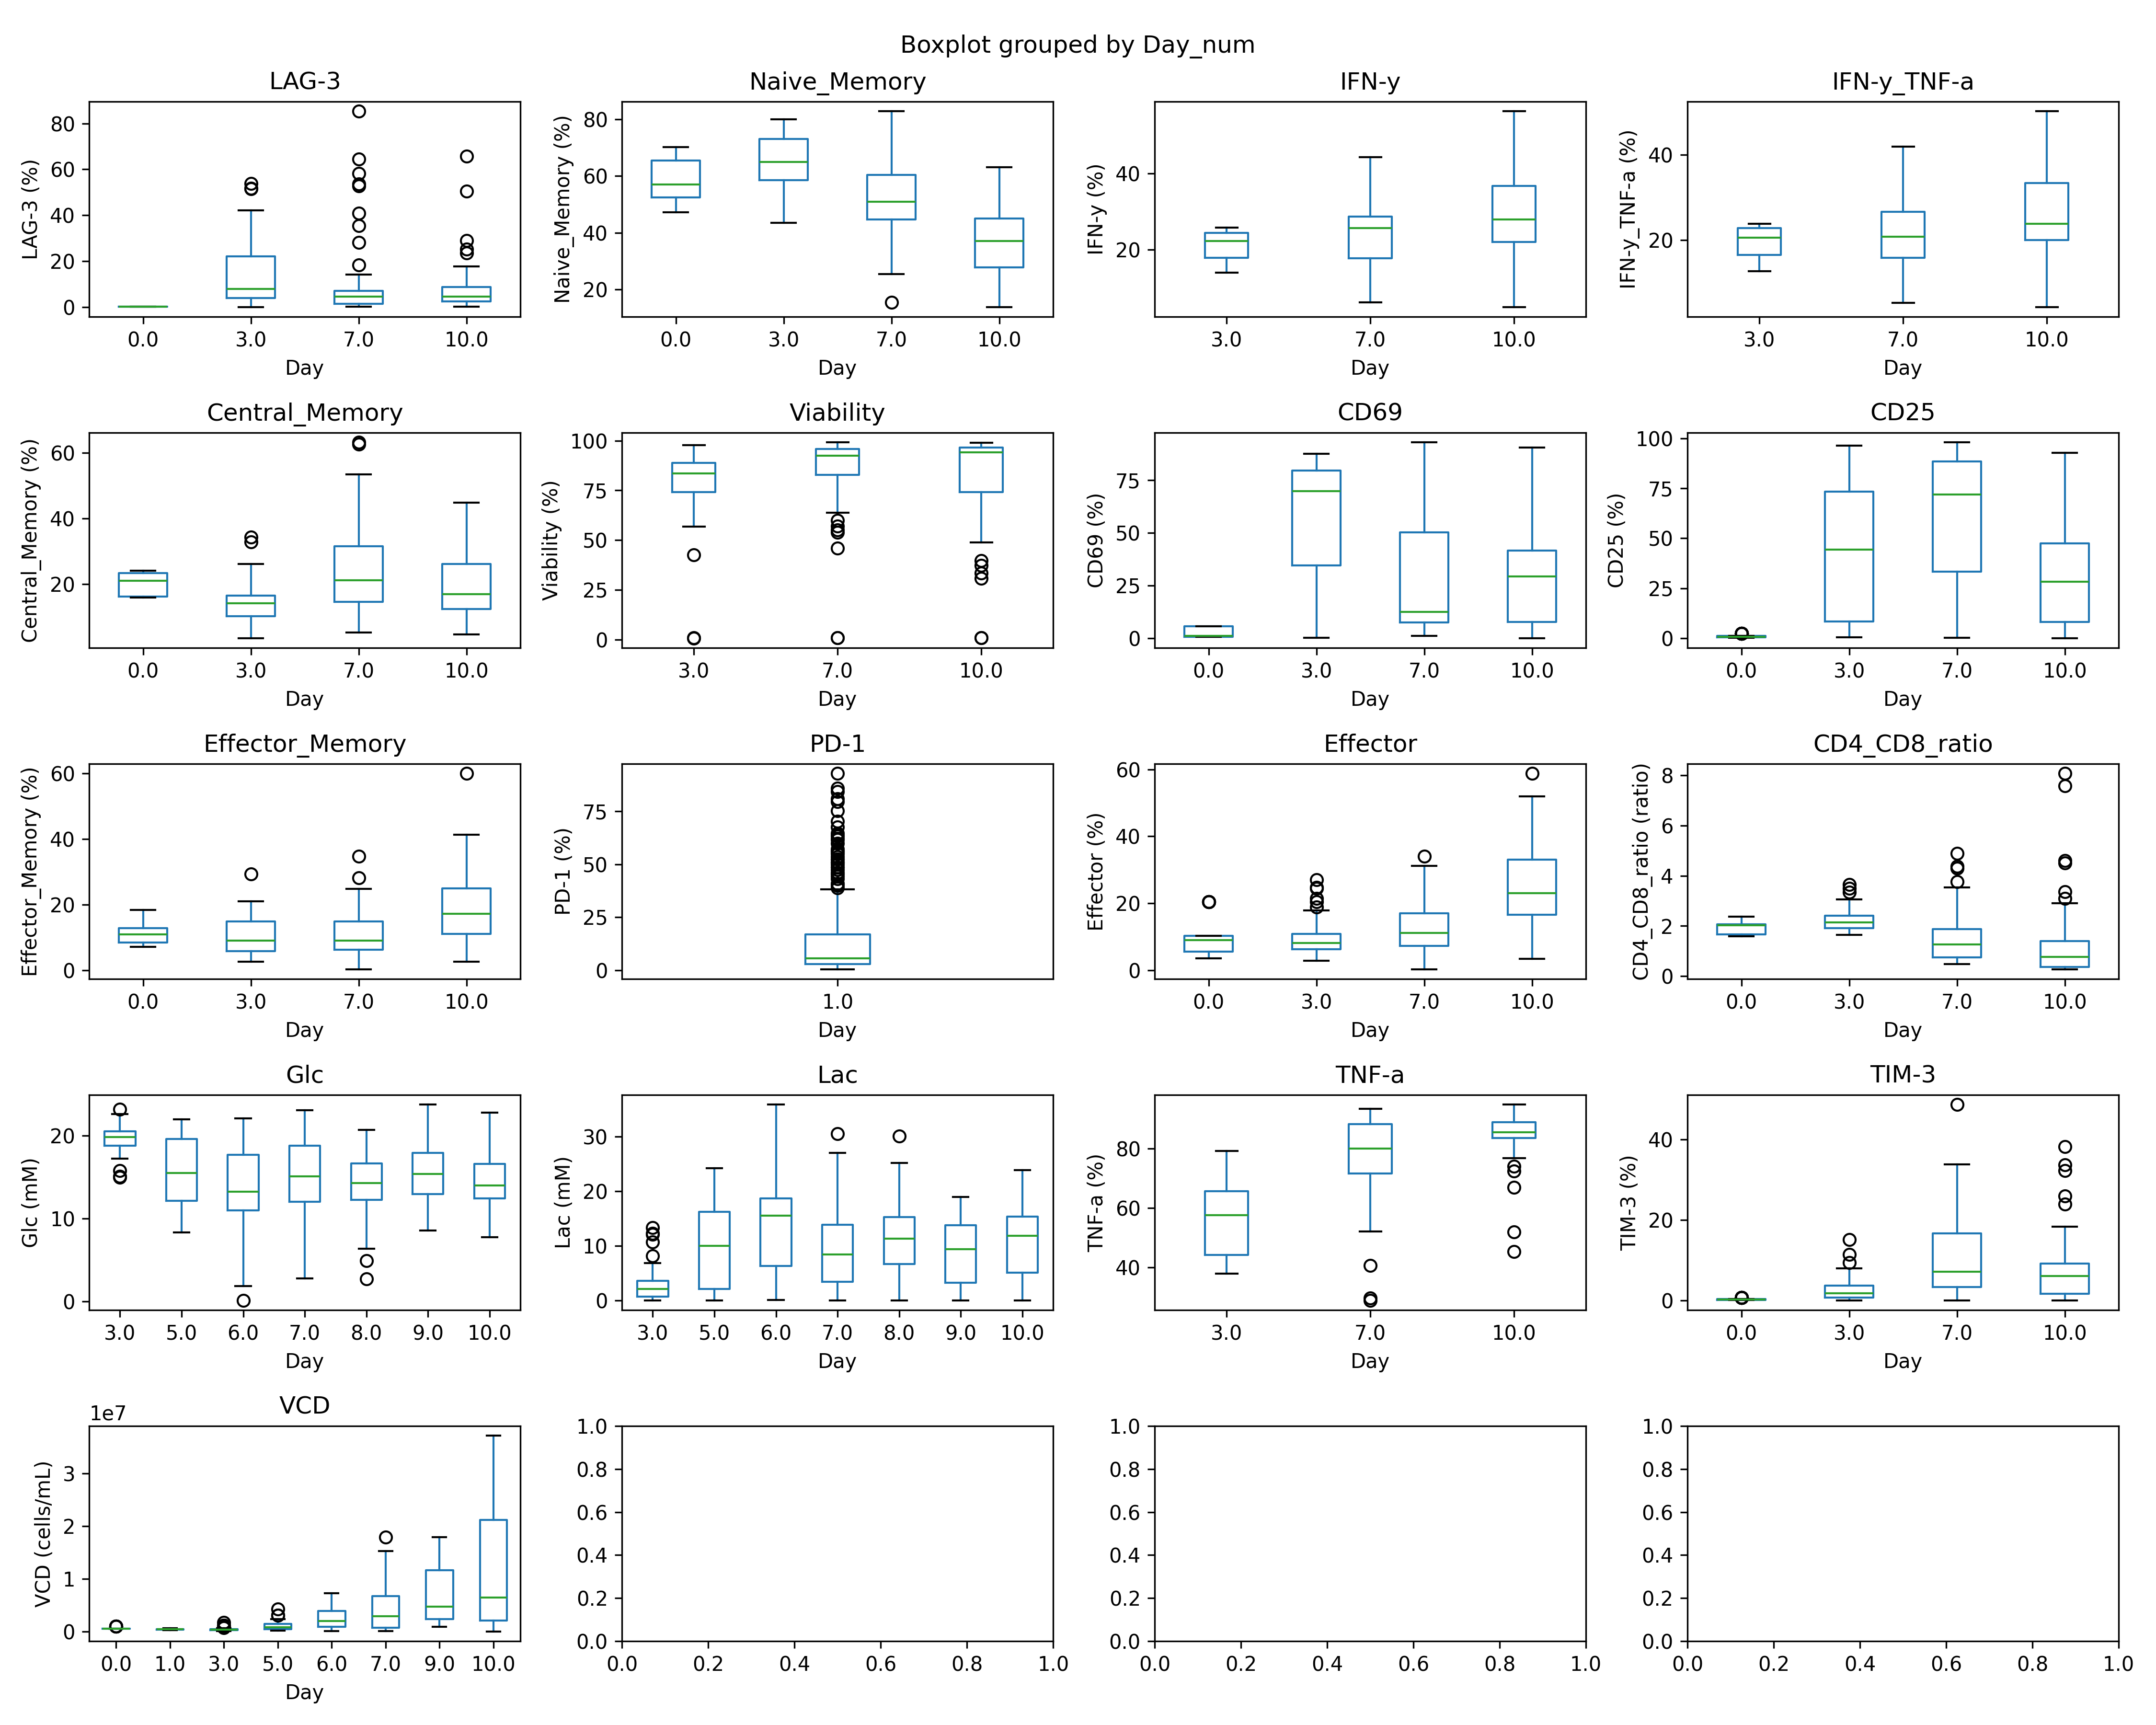 Boxplot grouped by Day_num
LAG-3
LAG-3 (%)
80
60
40
20
0
0.0 3.0 7.0 10.0
Day
Naive_Memory
Naive_Memory (%)
80
60
40
20
0.0 3.0 7.0 10.0
Day
IFN-y
IFN-y (%)
40
20
3.0 7.0 10.0
Day
IFN-y_TNF-a
IFN-y_TNF-a (%)
40
20
3.0 7.0 10.0
Day
Central_Memory
Central_Memory (%)
60
40
20
0.0 3.0 7.0 10.0
Day
Viability
Viability (%)
100
75
50
25
0
3.0 7.0 10.0
Day
CD69
CD69 (%)
75
50
25
0
0.0 3.0 7.0 10.0
Day
CD25
CD25 (%)
100
75
50
25
0
0.0 3.0 7.0 10.0
Day
Effector_Memory
Effector_Memory (%)
60
40
20
0
0.0 3.0 7.0 10.0
Day
PD-1
PD-1 (%)
75
50
25
0
1.0
Day
Effector
Effector (%)
60
40
20
0
0.0 3.0 7.0 10.0
Day
CD4_CD8_ratio
CD4_CD8_ratio (ratio)
8
6
4
2
0
0.0 3.0 7.0 10.0
Day
Glc
Glc (mM)
20
10
0
3.0 5.0 6.0 7.0 8.0 9.0 10.0
Day
Lac
Lac (mM)
30
20
10
0
3.0 5.0 6.0 7.0 8.0 9.0 10.0
Day
TNF-a
TNF-a (%)
80
60
40
3.0 7.0 10.0
Day
TIM-3
TIM-3 (%)
40
20
0
0.0 3.0 7.0 10.0
Day
VCD
1e7
VCD (cells/mL)
3
2
1
0
0.0 1.0 3.0 5.0 6.0 7.0 9.0 10.0
Day
1.0
0.8
0.6
0.4
0.2
0.0
0.0 0.2 0.4 0.6 0.8 1.0
1.0
0.8
0.6
0.4
0.2
0.0
0.0 0.2 0.4 0.6 0.8 1.0
1.0
0.8
0.6
0.4
0.2
0.0
0.0 0.2 0.4 0.6 0.8 1.0